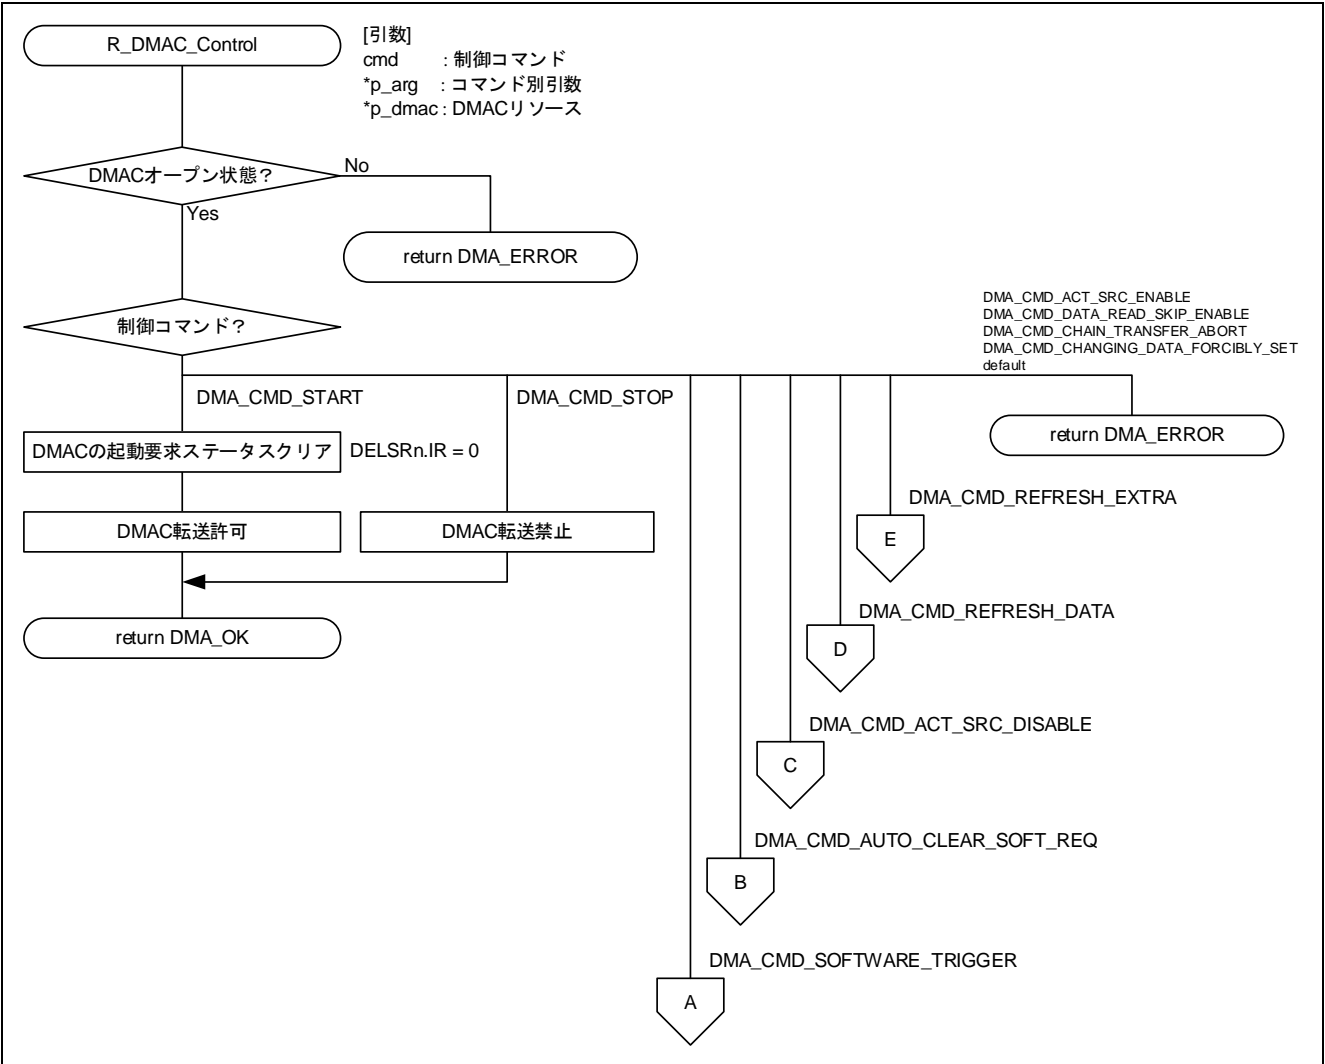 R_DMAC_Control
[引数]
cmd : 制御コマンド
*p_arg : コマンド別引数
*p_dmac : DMACリソース
DMACオープン状態？
No
Yes
return DMA_ERROR
制御コマンド？
DMA_CMD_ACT_SRC_ENABLE
DMA_CMD_DATA_READ_SKIP_ENABLE
DMA_CMD_CHAIN_TRANSFER_ABORT
DMA_CMD_CHANGING_DATA_FORCIBLY_SET
default
DMA_CMD_START
DMA_CMD_STOP
return DMA_ERROR
DMACの起動要求ステータスクリア
DELSRn.IR = 0
DMA_CMD_REFRESH_EXTRA
DMAC転送許可
DMAC転送禁止
E
DMA_CMD_REFRESH_DATA
return DMA_OK
D
DMA_CMD_ACT_SRC_DISABLE
C
DMA_CMD_AUTO_CLEAR_SOFT_REQ
B
DMA_CMD_SOFTWARE_TRIGGER
A